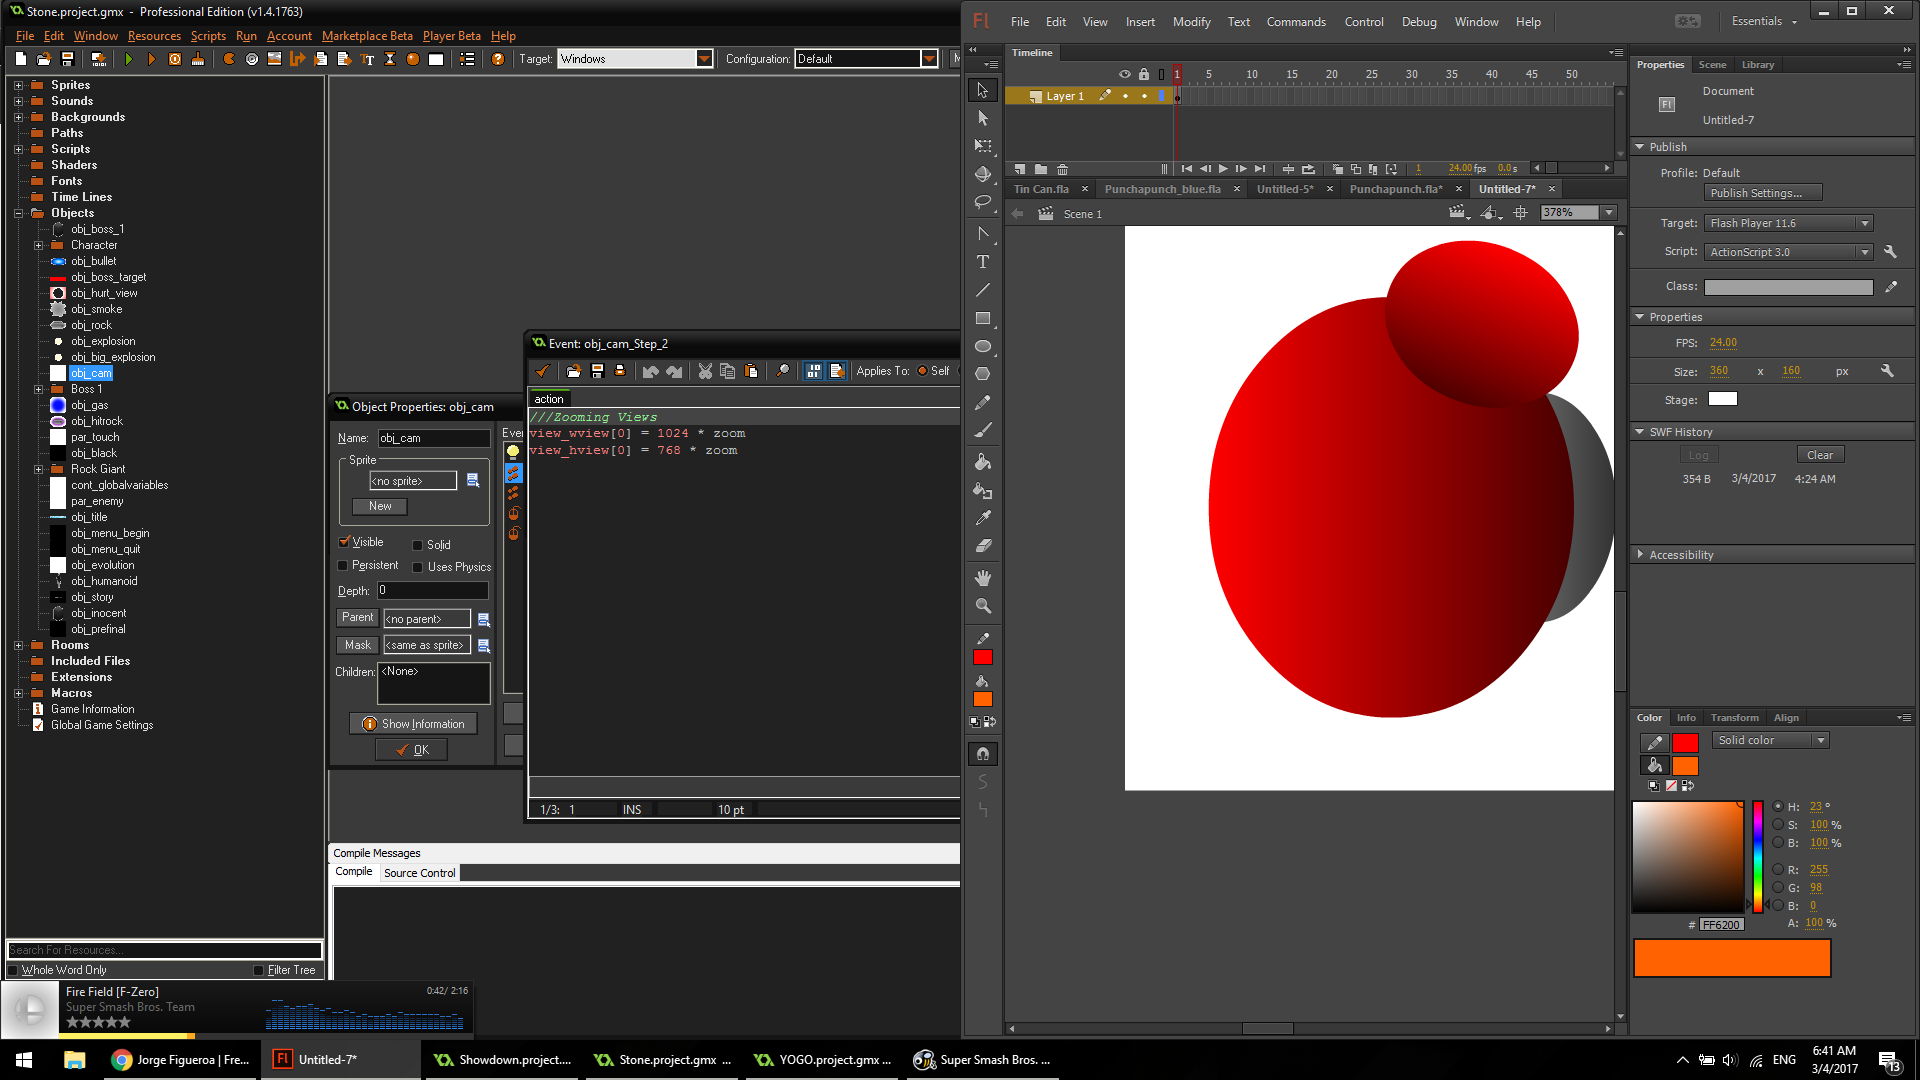 Stone.project.gmx - Professional Edition (v1.4.1763)
File Edit Window Resources Scripts Run Account Marketplace Beta Player Beta Help
Target: Windows Configuration: Default
Sprites
Sounds
Backgrounds
Paths
Scripts
Shaders
Fonts
Time Lines
Objects
obj_boss_1
Character
obj_bullet
obj_boss_target
obj_hurt_view
obj_smoke
obj_rock
obj_explosion
obj_big_explosion
obj_cam
Boss 1
obj_gas
obj_hitrock
par_touch
obj_black
Rock Giant
cont_globalvariables
par_enemy
obj_title
obj_menu_begin
obj_menu_quit
obj_evolution
obj_humanoid
obj_story
obj_inocent
obj_prefinal
Rooms
Included Files
Extensions
Macros
Game Information
Global Game Settings
Search For Resources...
Whole Word Only Filter Tree
Object Properties: obj_cam
Name: obj_cam
Sprite
<no sprite>
New
Visible Solid
Persistent Uses Physics
Depth: 0
Parent <no parent>
Mask <same as sprite>
Children: <None>
Show Information
OK
Event: obj_cam_Step_2
Applies To: Self
action
///Zooming Views
view_wview[0] = 1024 * zoom
view_hview[0] = 768 * zoom
1/3: 1 INS 10 pt
Compile Messages
Compile Source Control
Fl File Edit View Insert Modify Text Commands Control Debug Window Help Essentials
Timeline
1 5 10 15 20 25 30 35 40 45 50
Layer 1
1 24.00 fps 0.0 s
Tin Can.fla Punchapunch_blue.fla Untitled-5* Punchapunch.fla* Untitled-7*
Scene 1 378%
Properties Scene Library
Fl Document
Untitled-7
Publish
Profile: Default
Publish Settings...
Target: Flash Player 11.6
Script: ActionScript 3.0
Class:
Properties
FPS: 24.00
Size: 360 x 160 px
Stage:
SWF History
Log Clear
354 B 3/4/2017 4:24 AM
Accessibility
Color Info Transform Align
Solid color
H: 23 °
S: 100 %
B: 100 %
R: 255
G: 98
B: 0
# FF6200 A: 100 %
Fire Field [F-Zero] 0:42/ 2:16
Super Smash Bros. Team
Jorge Figueroa | Fre...
Fl Untitled-7*
Showdown.project....
Stone.project.gmx ...
YOGO.project.gmx ...
Super Smash Bros. ...
ENG
6:41 AM
3/4/2017
13